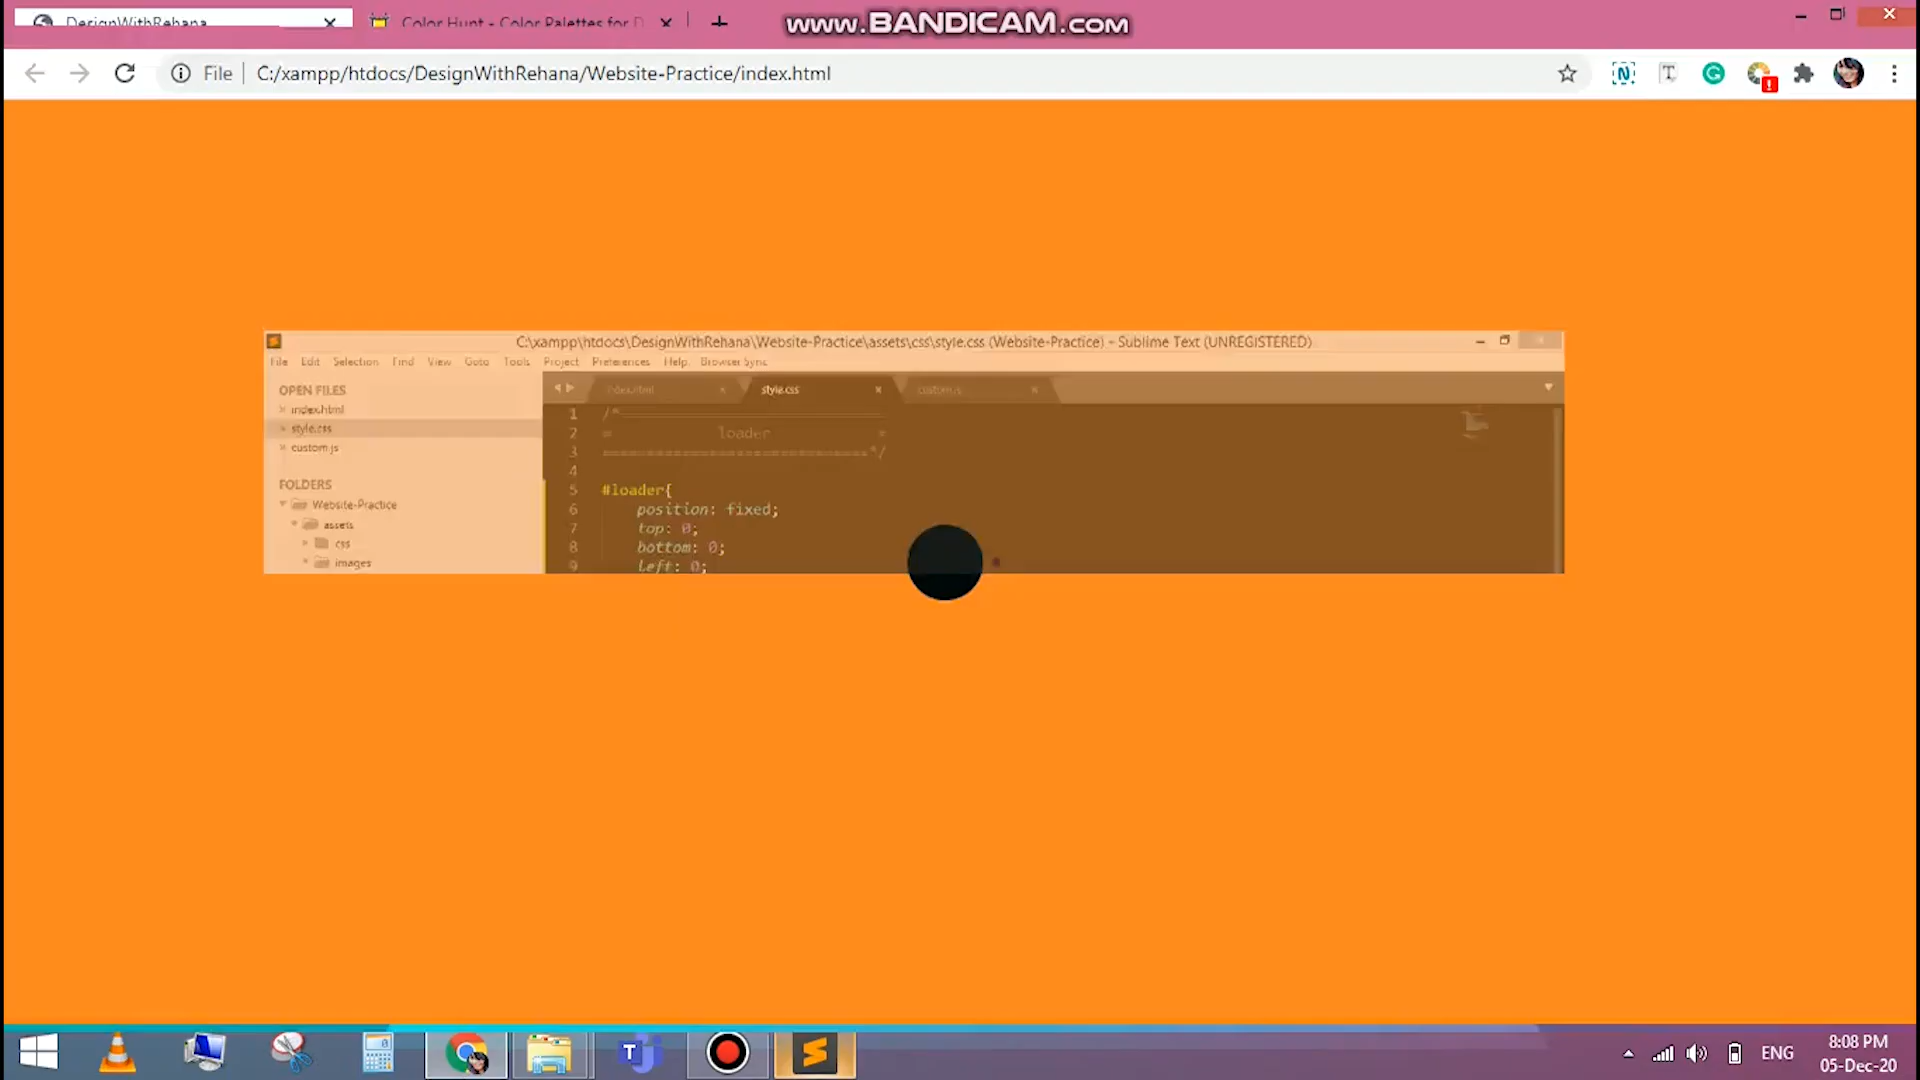 DesignWithRehana
Color Hunt - Color Palettes for D
www.BANDICAM.com
File
C:/xampp/htdocs/DesignWithRehana/Website-Practice/index.html
C:\xampp\htdocs\DesignWithRehana\Website-Practice\assets\css\style.css (Website-Practice) - Sublime Text (UNREGISTERED)
File Edit Selection Find View Goto Tools Project Preferences Help Browser Sync
OPEN FILES
index.html
style.css
custom.js
FOLDERS
Website-Practice
assets
css
images
index.html style.css custom.js
1 /*==============================
2 = loader =
3 ==============================*/
4
5 #loader{
6 position: fixed;
7 top: 0;
8 bottom: 0;
9 left: 0;
ENG
8:08 PM
05-Dec-20